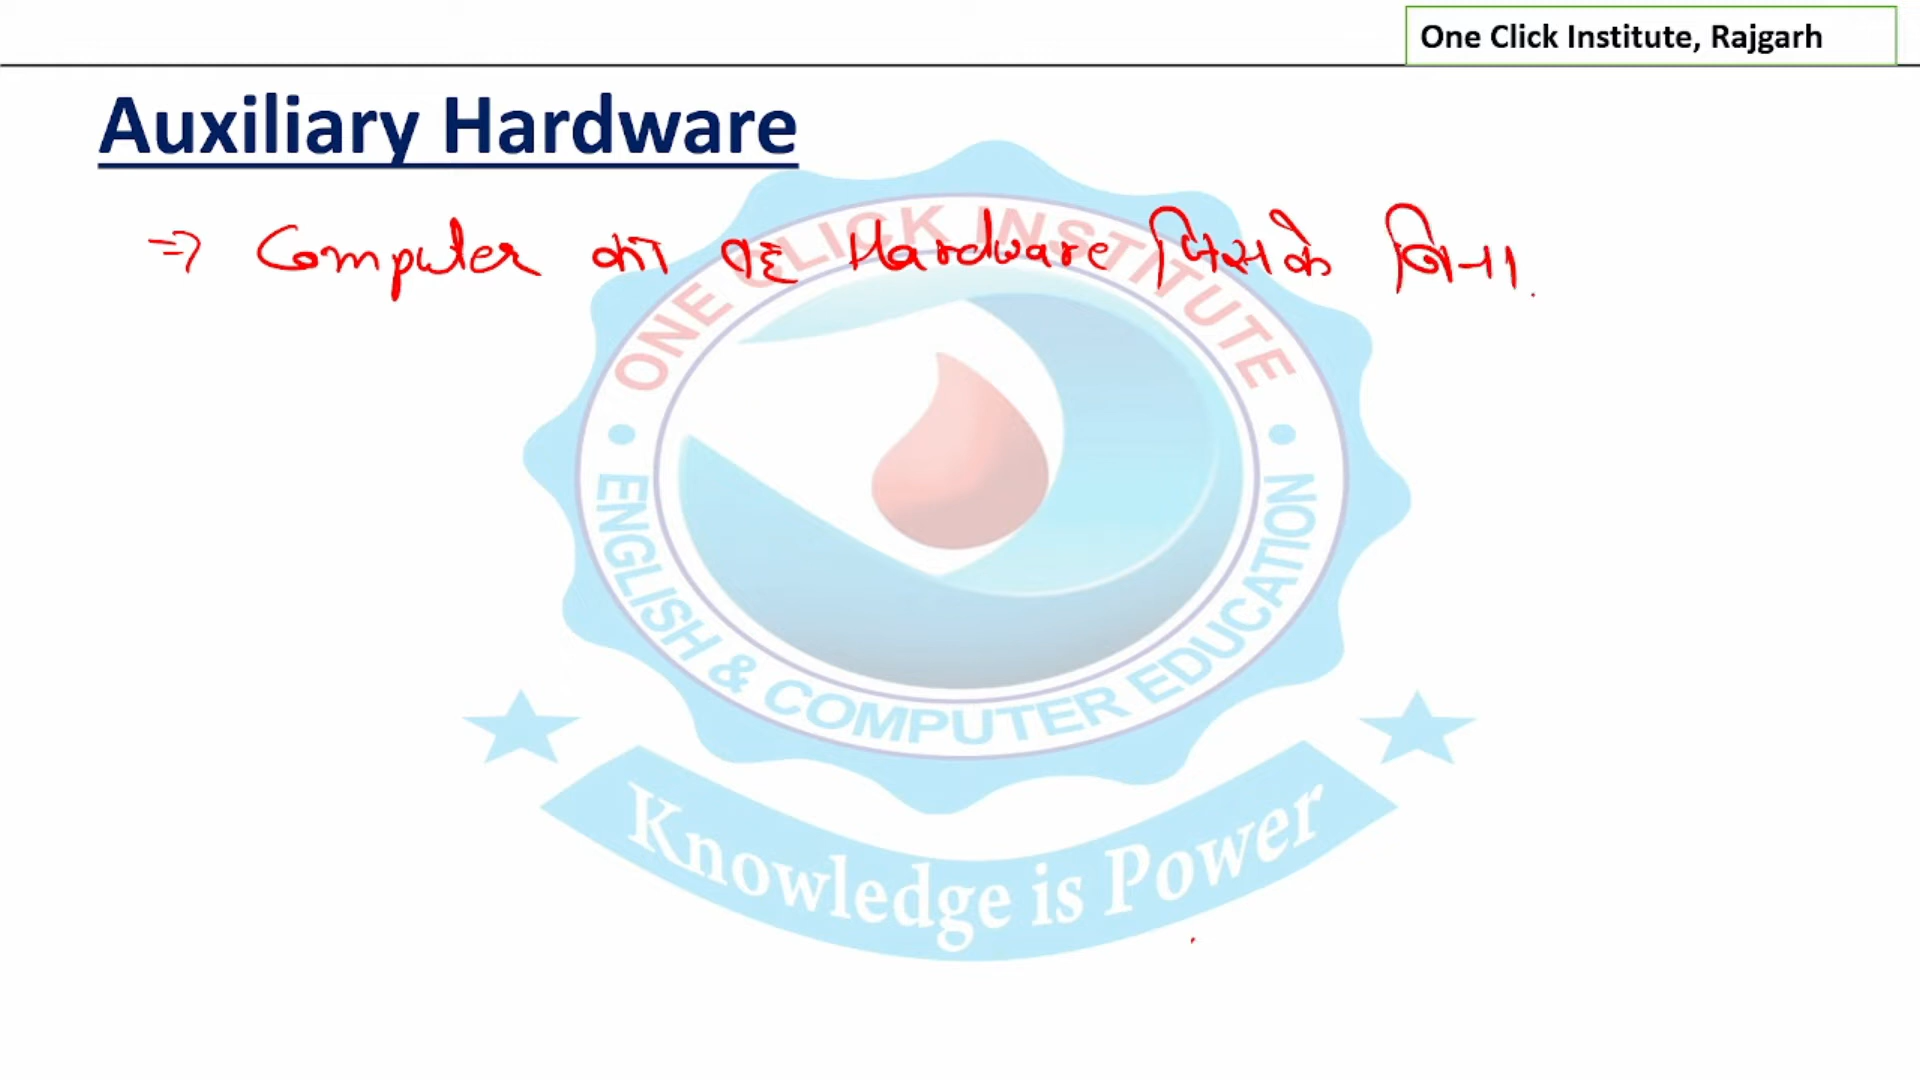 One Click Institute, Rajgarh
Auxiliary Hardware
⇒ Computer का वह Hardware जिसके बिना
ONE CLICK INSTITUTE
ENGLISH & COMPUTER EDUCATION
Knowledge is Power